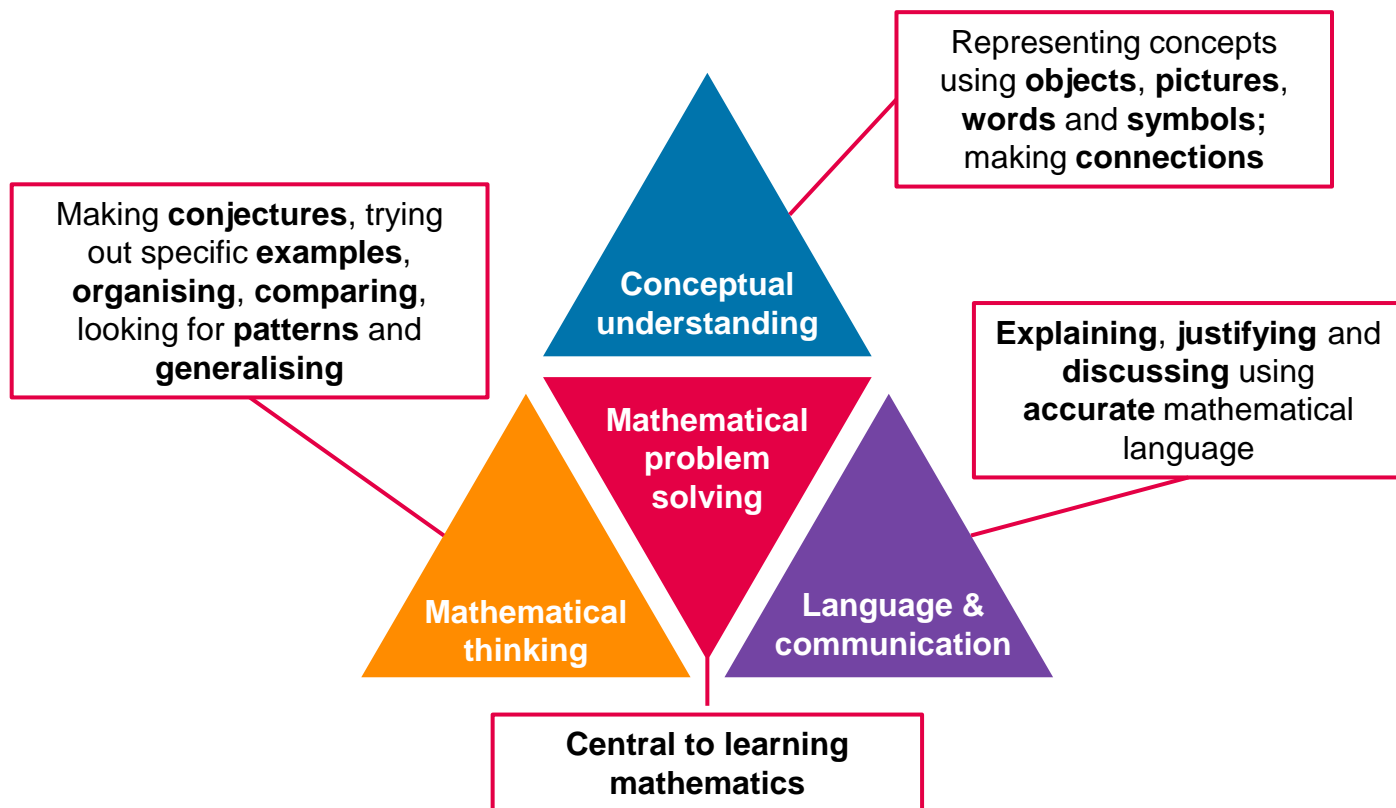 Representing concepts
using objects, pictures,
words and symbols;
making connections
Making conjectures, trying
out specific examples,
organising, comparing,
looking for patterns and
generalising
Conceptual
understanding
Explaining, justifying and
discussing using
accurate mathematical
language
Mathematical
problem
solving
Mathematical
thinking
Language &
communication
Central to learning
mathematics